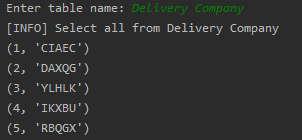 Enter table name: Delivery Company
[INFO] Select all from Delivery Company
(1, 'CIAEC')
(2, 'DAXQG')
(3, 'YLHLK')
(4, 'IKXBU')
(5, 'RBQGX')